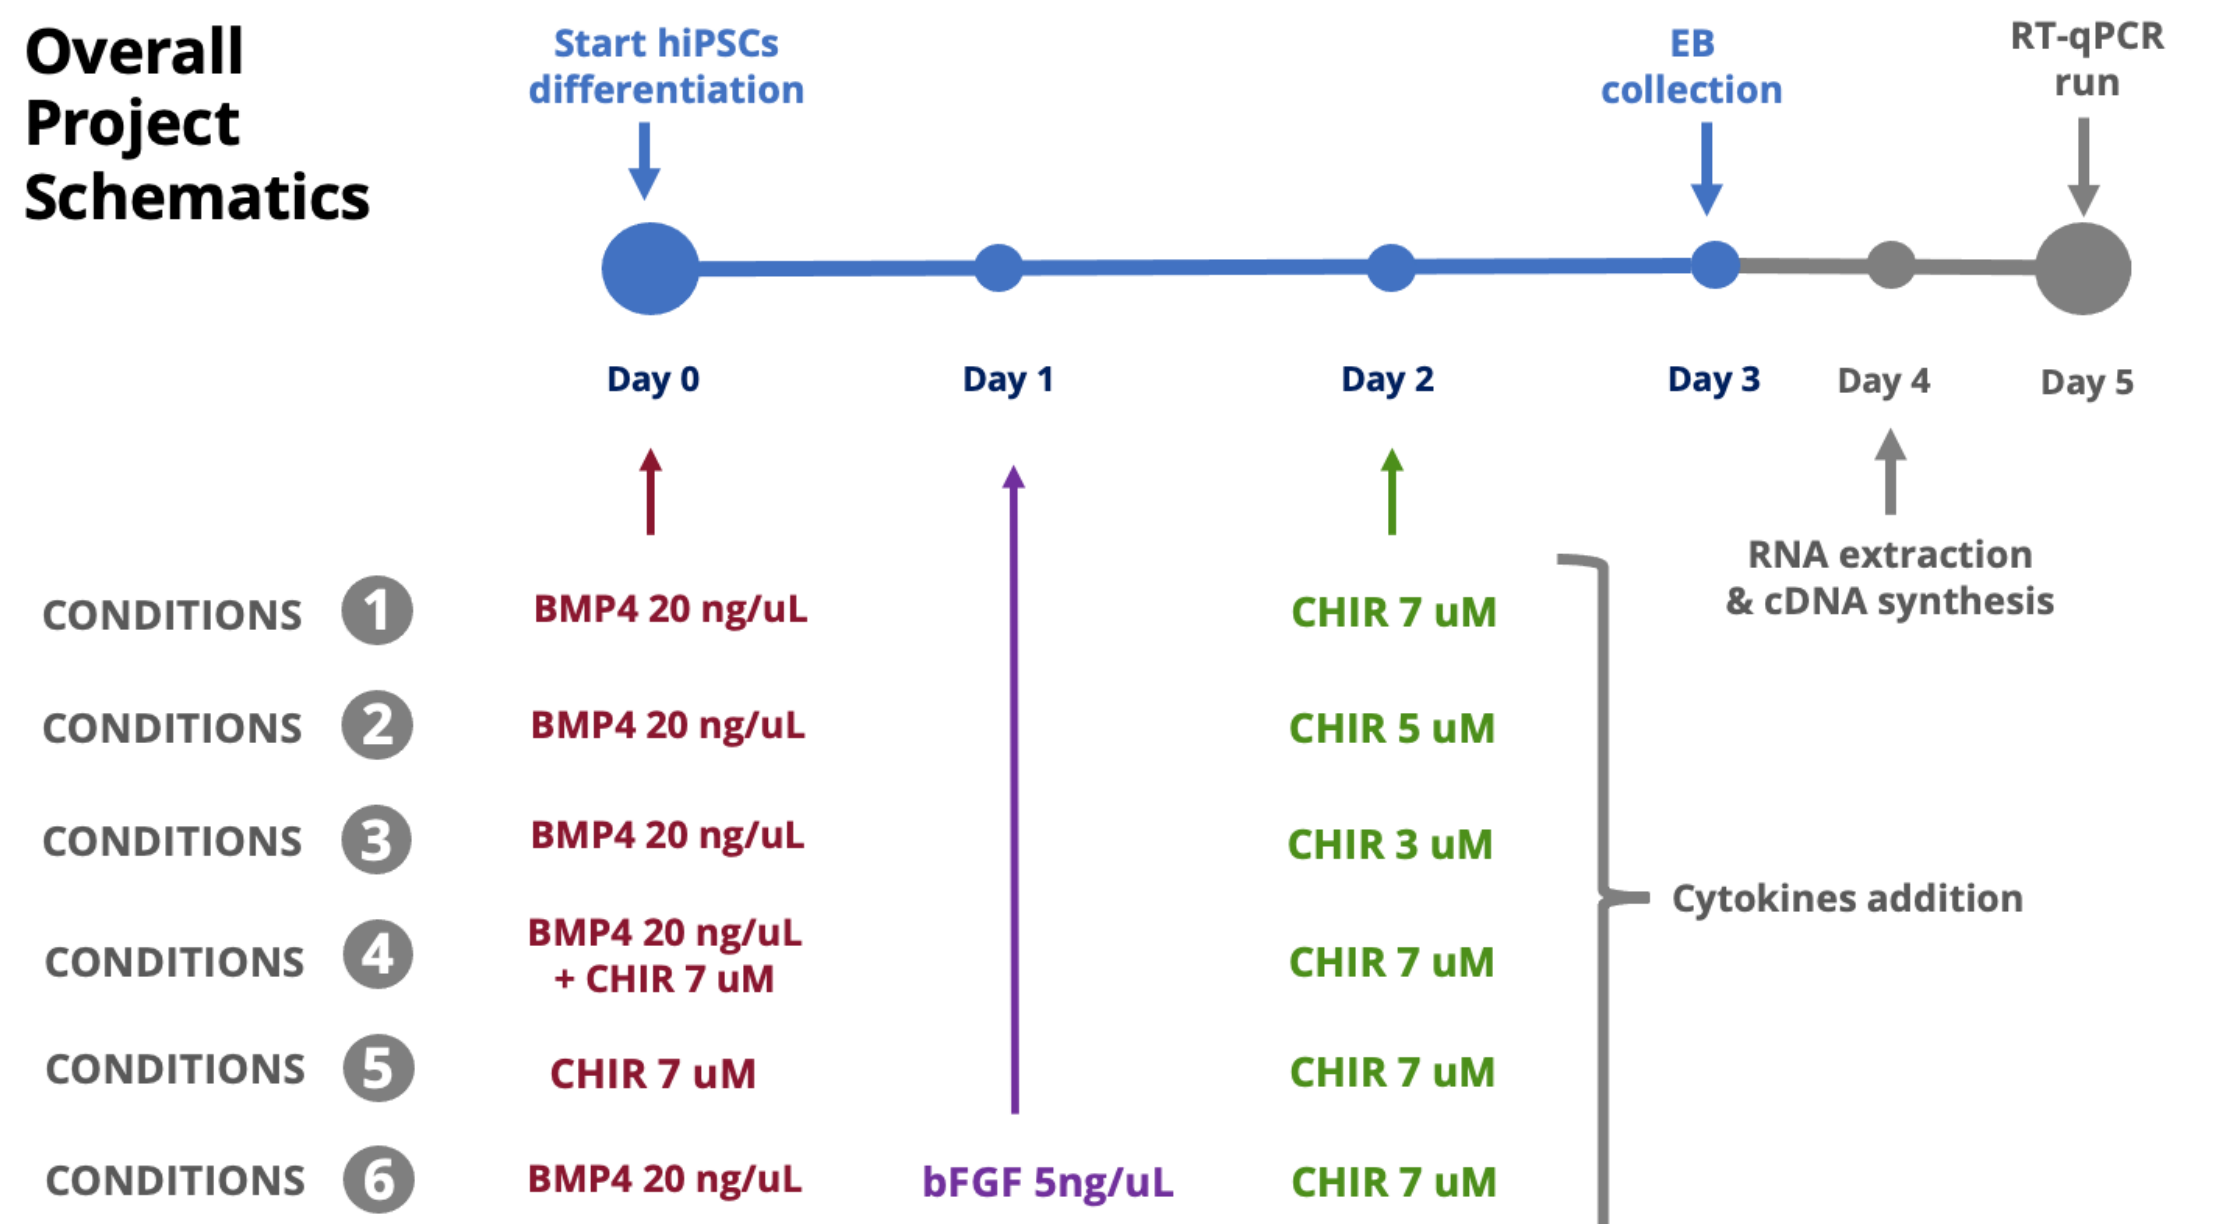 Overall
Project
Schematics
Start hiPSCs
differentiation
EB
collection
RT-qPCR
run
Day 0
Day 1
Day 2
Day 3
Day 4
Day 5
RNA extraction
& cDNA synthesis
CONDITIONS 1 BMP4 20 ng/uL CHIR 7 uM
CONDITIONS 2 BMP4 20 ng/uL CHIR 5 uM
CONDITIONS 3 BMP4 20 ng/uL CHIR 3 uM
Cytokines addition
CONDITIONS 4 BMP4 20 ng/uL
+ CHIR 7 uM
CHIR 7 uM
CONDITIONS 5 CHIR 7 uM CHIR 7 uM
CONDITIONS 6 BMP4 20 ng/uL bFGF 5ng/uL CHIR 7 uM